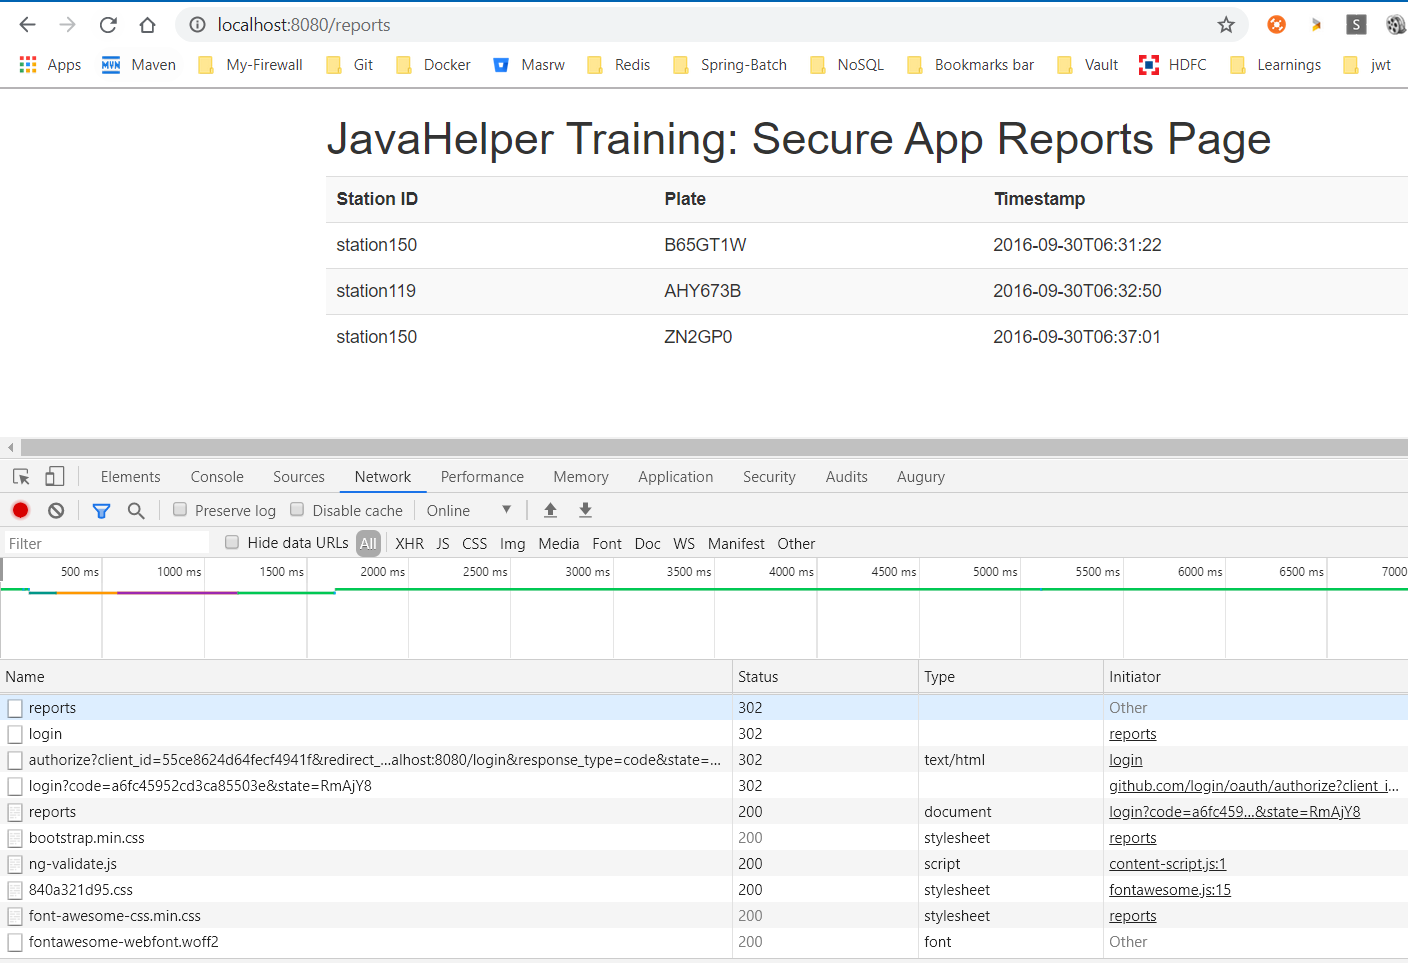 localhost:8080/reports
S
Apps MVN Maven My-Firewall Git Docker Masrw Redis Spring-Batch NoSQL Bookmarks bar Vault HDFC Learnings jwt
JavaHelper Training: Secure App Reports Page
Station ID Plate Timestamp
station150 B65GT1W 2016-09-30T06:31:22
station119 AHY673B 2016-09-30T06:32:50
station150 ZN2GP0 2016-09-30T06:37:01
Elements Console Sources Network Performance Memory Application Security Audits Augury
Preserve log Disable cache Online
Filter Hide data URLs All XHR JS CSS Img Media Font Doc WS Manifest Other
500 ms 1000 ms 1500 ms 2000 ms 2500 ms 3000 ms 3500 ms 4000 ms 4500 ms 5000 ms 5500 ms 6000 ms 6500 ms 7000
Name Status Type Initiator
reports 302 Other
login 302 reports
authorize?client_id=55ce8624d64fecf4941f&redirect_...alhost:8080/login&response_type=code&state=... 302 text/html login
login?code=a6fc45952cd3ca85503e&state=RmAjY8 302 github.com/login/oauth/authorize?client_i...
reports 200 document login?code=a6fc459...&state=RmAjY8
bootstrap.min.css 200 stylesheet reports
ng-validate.js 200 script content-script.js:1
840a321d95.css 200 stylesheet fontawesome.js:15
font-awesome-css.min.css 200 stylesheet reports
fontawesome-webfont.woff2 200 font Other